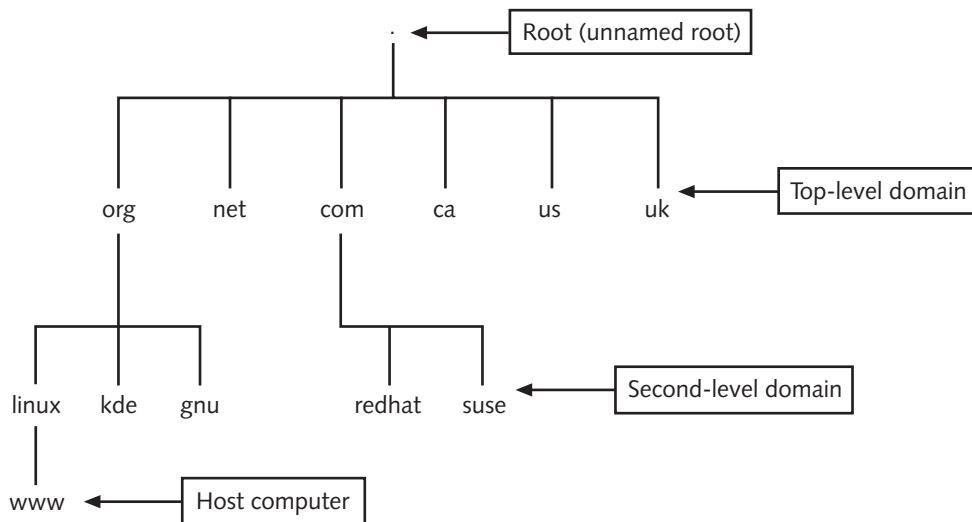 .
Root (unnamed root)
org net com ca us uk
Top-level domain
linux kde gnu redhat suse
Second-level domain
www
Host computer